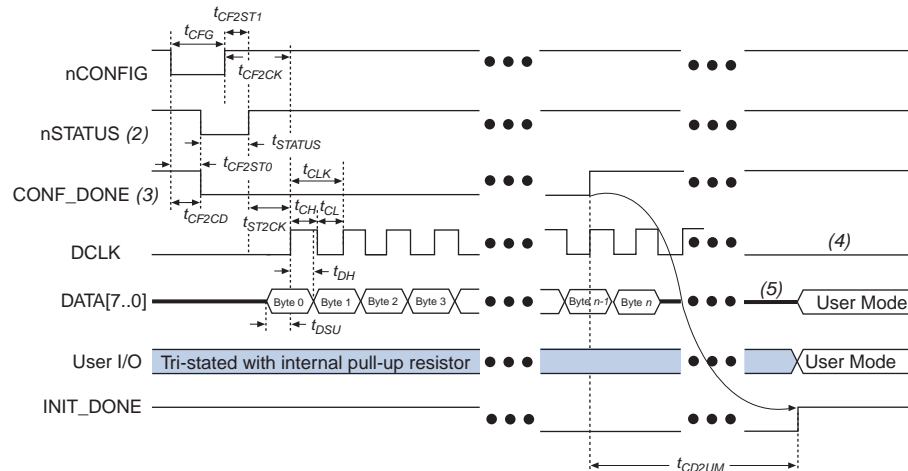 tCF2ST1
tCFG
nCONFIG
tCF2CK
nSTATUS (2)
tSTATUS
tCF2ST0
tCLK
CONF_DONE (3)
tCF2CD
tST2CK
tCH
tCL
DCLK
(4)
tDH
DATA[7..0]
Byte 0
Byte 1
Byte 2
Byte 3
Byte n-1
Byte n
(5)
User Mode
tDSU
User I/O
Tri-stated with internal pull-up resistor
User Mode
INIT_DONE
tCD2UM